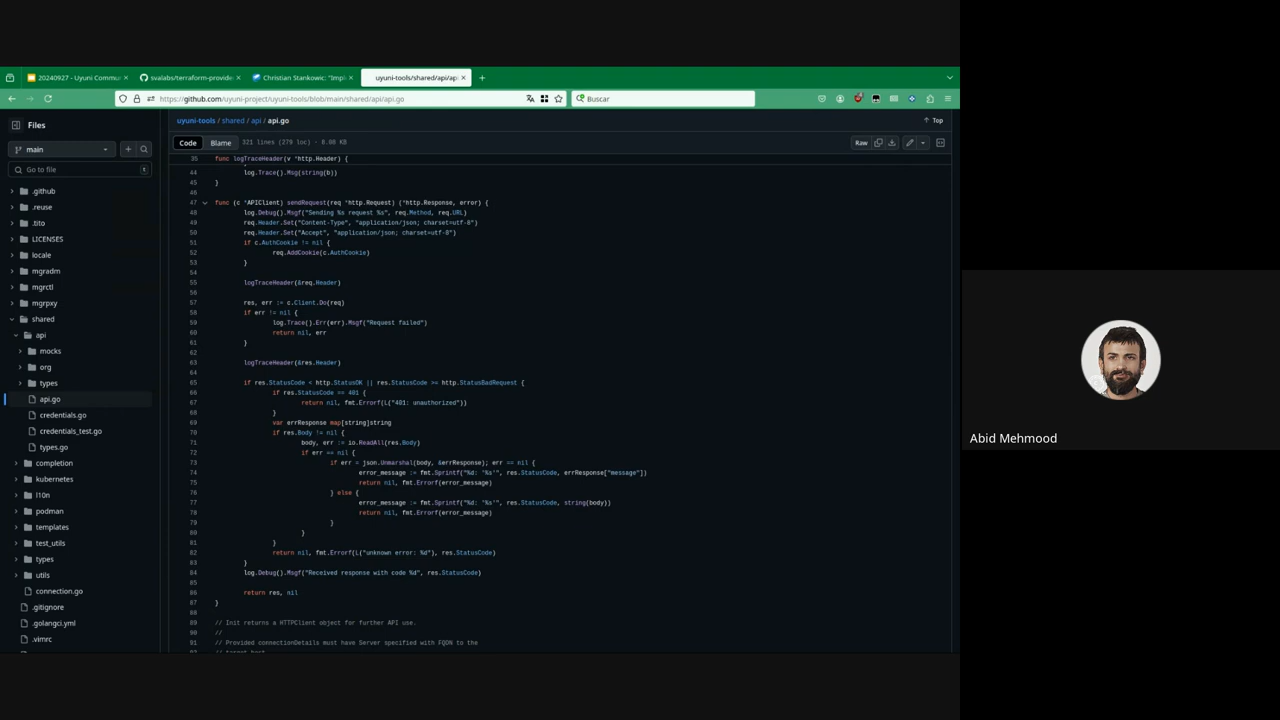 20240927 - Uyuni Commu
svalabs/terraform-provide
Christian Stankowic: "Impl
uyuni-tools/shared/api/api
https://github.com/uyuni-project/uyuni-tools/blob/main/shared/api/api.go
Buscar
Files
uyuni-tools / shared / api / api.go
Top
main
Code
Blame
321 lines (279 loc) · 8.08 KB
Raw
Go to file
t
.github
.reuse
.tito
LICENSES
locale
mgradm
mgrctl
mgrpxy
shared
api
mocks
org
types
api.go
credentials.go
credentials_test.go
types.go
completion
kubernetes
l10n
podman
templates
test_utils
types
utils
connection.go
.gitignore
.golangci.yml
.vimrc
35 func logTraceHeader(v *http.Header) {
44 log.Trace().Msg(string(b))
45 }
46
47 func (c *APIClient) sendRequest(req *http.Request) (*http.Response, error) {
48 log.Debug().Msgf("Sending %s request %s", req.Method, req.URL)
49 req.Header.Set("Content-Type", "application/json; charset=utf-8")
50 req.Header.Set("Accept", "application/json; charset=utf-8")
51 if c.AuthCookie != nil {
52 req.AddCookie(c.AuthCookie)
53 }
54
55 logTraceHeader(&req.Header)
56
57 res, err := c.Client.Do(req)
58 if err != nil {
59 log.Trace().Err(err).Msgf("Request failed")
60 return nil, err
61 }
62
63 logTraceHeader(&res.Header)
64
65 if res.StatusCode < http.StatusOK || res.StatusCode >= http.StatusBadRequest {
66 if res.StatusCode == 401 {
67 return nil, fmt.Errorf(L("401: unauthorized"))
68 }
69 var errResponse map[string]string
70 if res.Body != nil {
71 body, err := io.ReadAll(res.Body)
72 if err == nil {
73 if err = json.Unmarshal(body, &errResponse); err == nil {
74 error_message := fmt.Sprintf("%d: '%s'", res.StatusCode, errResponse["message"])
75 return nil, fmt.Errorf(error_message)
76 } else {
77 error_message := fmt.Sprintf("%d: '%s'", res.StatusCode, string(body))
78 return nil, fmt.Errorf(error_message)
79 }
80 }
81 }
82 return nil, fmt.Errorf(L("unknown error: %d"), res.StatusCode)
83 }
84 log.Debug().Msgf("Received response with code %d", res.StatusCode)
85
86 return res, nil
87 }
88
89 // Init returns a HTTPClient object for further API use.
90 //
91 // Provided connectionDetails must have Server specified with FQDN to the
// target host.
Abid Mehmood